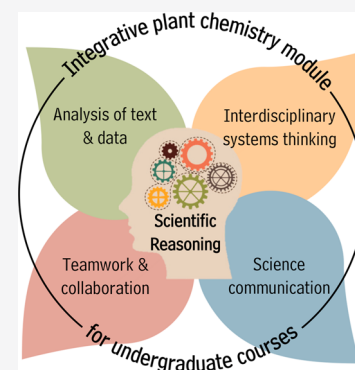 Integrative plant chemistry module
Analysis of text
& data
Interdisciplinary
systems thinking
Scientific
Reasoning
Teamwork &
collaboration
Science
communication
for undergraduate courses